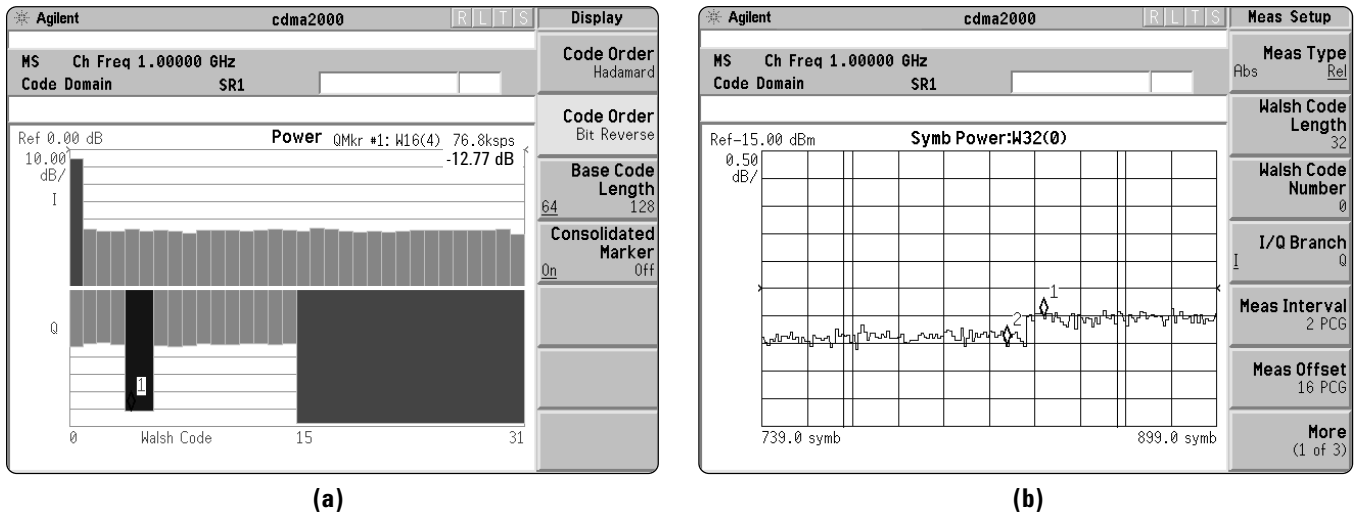 Agilent cdma2000 R L T S Display
MS Ch Freq 1.00000 GHz
Code Domain SR1
Ref 0.00 dB Power QMkr #1: W16(4) 76.8ksps
-12.77 dB
10.00
dB/
I
Q
1
0 Walsh Code 15 31
Code Order
Hadamard
Code Order
Bit Reverse
Base Code
Length
64 128
Consolidated
Marker
On Off
(a)
Agilent cdma2000 R L T S Meas Setup
MS Ch Freq 1.00000 GHz
Code Domain SR1
Ref-15.00 dBm Symb Power:W32(0)
0.50
dB/
1
2
739.0 symb 899.0 symb
Meas Type
Abs Rel
Walsh Code
Length
32
Walsh Code
Number
0
I/Q Branch
I Q
Meas Interval
2 PCG
Meas Offset
16 PCG
More
(1 of 3)
(b)